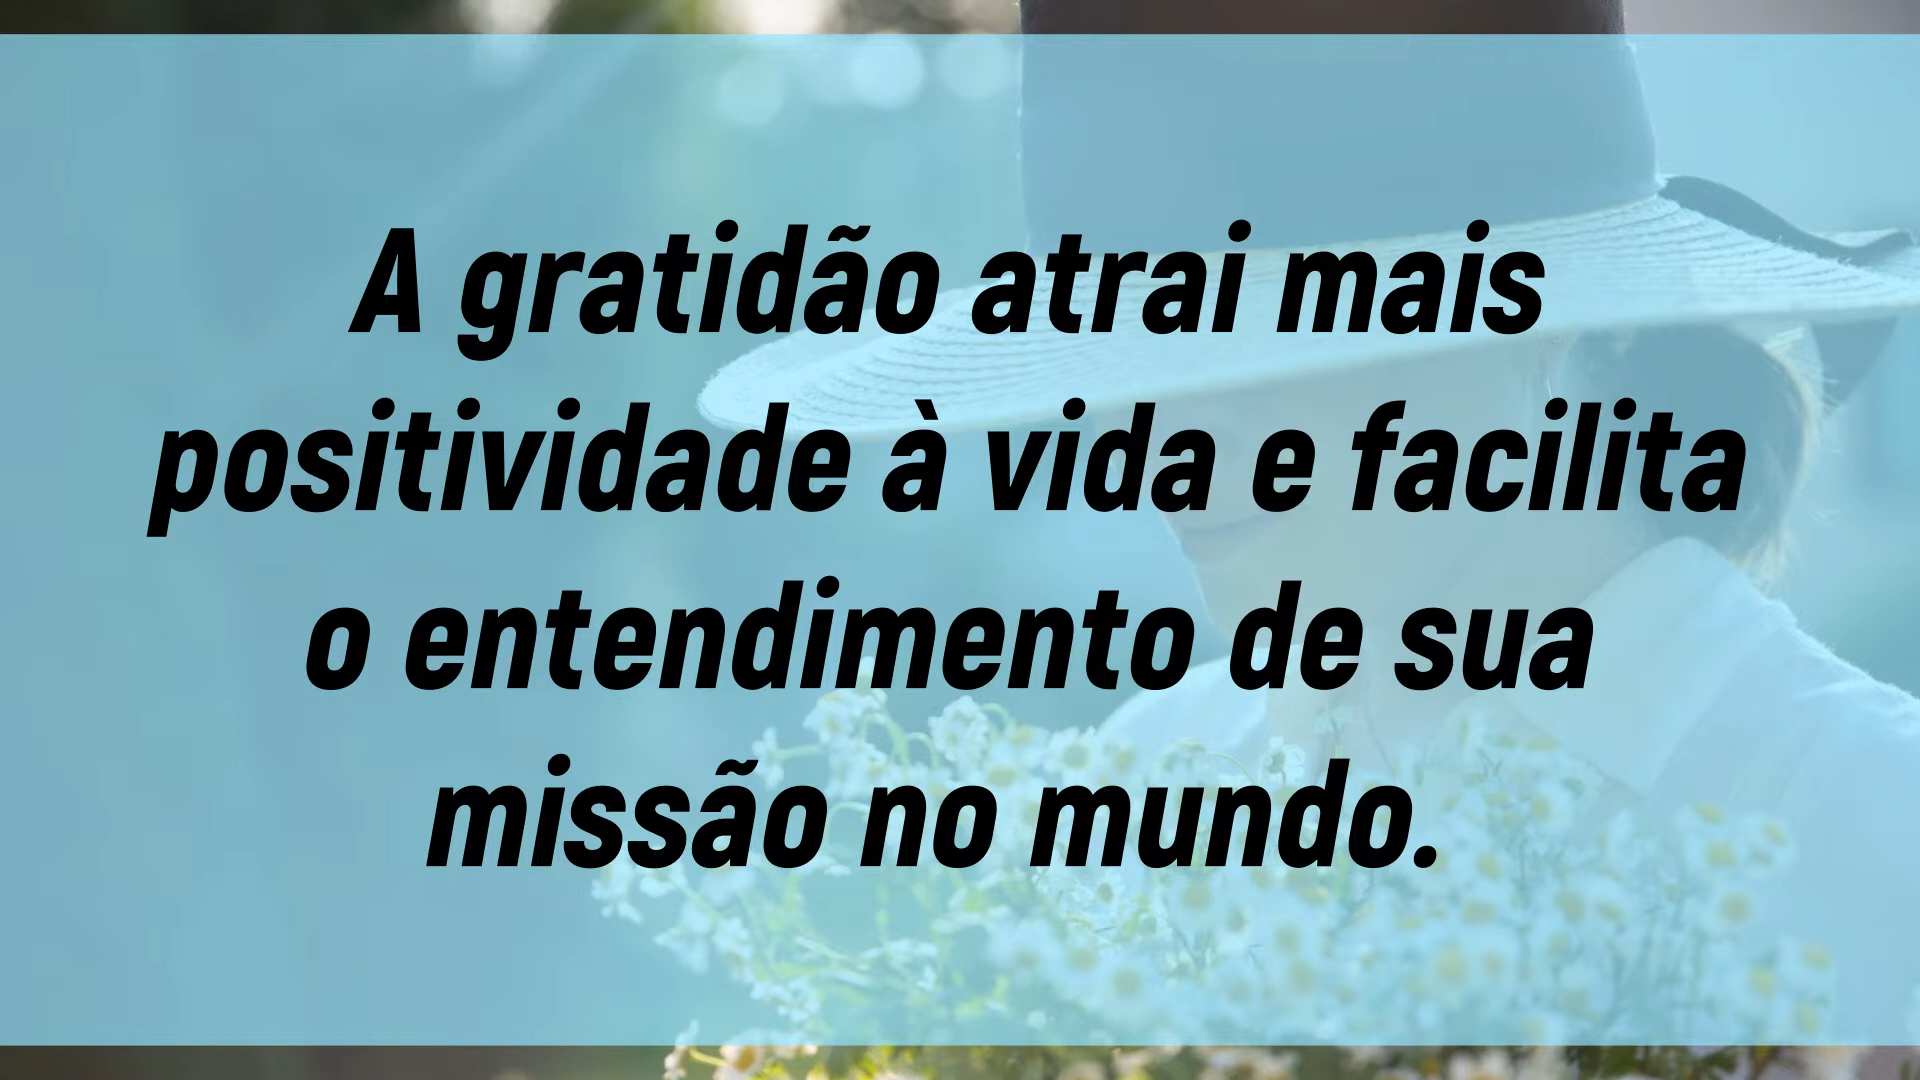 A gratidão atrai mais
positividade à vida e facilita
o entendimento de sua
missão no mundo.